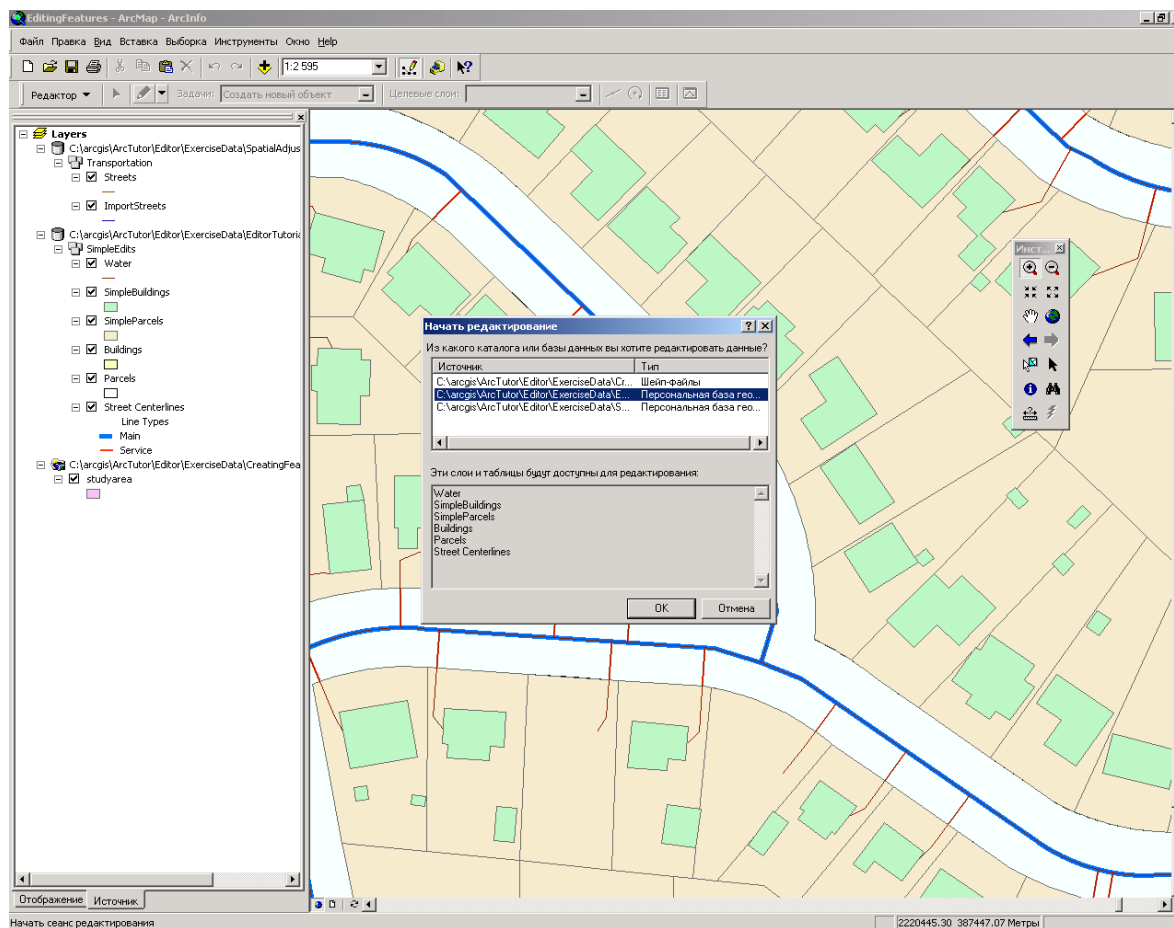 EditingFeatures - ArcMap - ArcInfo
Файл Правка Вид Вставка Выборка Инструменты Окно Help
1:2 595
Редактор Задачи: Создать новый объект Целевые слои:
Layers
C:\arcgis\ArcTutor\Editor\ExerciseData\SpatialAdjus
Transportation
Streets
ImportStreets
C:\arcgis\ArcTutor\Editor\ExerciseData\EditorTutoria
SimpleEdits
Water
SimpleBuildings
SimpleParcels
Buildings
Parcels
Street Centerlines
Line Types
Main
Service
C:\arcgis\ArcTutor\Editor\ExerciseData\CreatingFea
studyarea
Отображение Источник
Инст...
Начать редактирование
Из какого каталога или базы данных вы хотите редактировать данные?
Источник Тип
C:\arcgis\ArcTutor\Editor\ExerciseData\Cr... Шейп-файлы
C:\arcgis\ArcTutor\Editor\ExerciseData\E... Персональная база гео...
C:\arcgis\ArcTutor\Editor\ExerciseData\S... Персональная база гео...
Эти слои и таблицы будут доступны для редактирования:
Water
SimpleBuildings
SimpleParcels
Buildings
Parcels
Street Centerlines
OK Отмена
Начать сеанс редактирования
2220445.30 387447.07 Метры